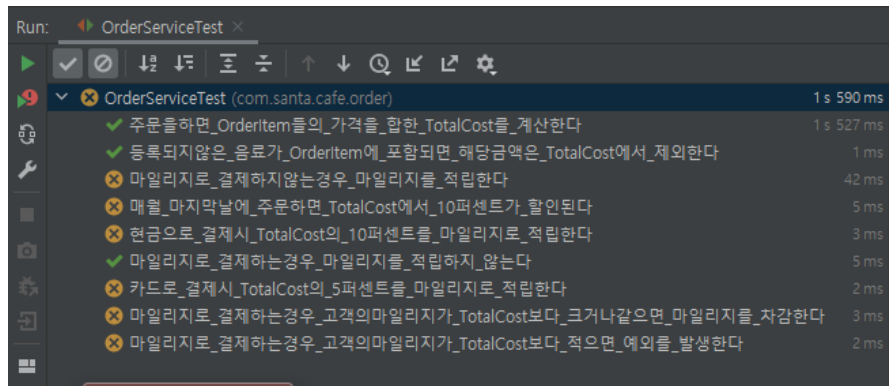 Run: OrderServiceTest ×
OrderServiceTest (com.santa.cafe.order) 1 s 590 ms
주문을하면_OrderItem들의_가격을_합한_TotalCost를_계산한다 1 s 527 ms
등록되지않은_음료가_OrderItem에_포함되면_해당금액은_TotalCost에서_제외한다 1 ms
마일리지로_결제하지않는경우_마일리지를_적립한다 42 ms
매월_마지막날에_주문하면_TotalCost에서_10퍼센트가_할인된다 5 ms
현금으로_결제시_TotalCost의_10퍼센트를_마일리지로_적립한다 3 ms
마일리지로_결제하는경우_마일리지를_적립하지_않는다 5 ms
카드로_결제시_TotalCost의_5퍼센트를_마일리지로_적립한다 2 ms
마일리지로_결제하는경우_고객의마일리지가_TotalCost보다_크거나같으면_마일리지를_차감한다 3 ms
마일리지로_결제하는경우_고객의마일리지가_TotalCost보다_적으면_예외를_발생한다 2 ms